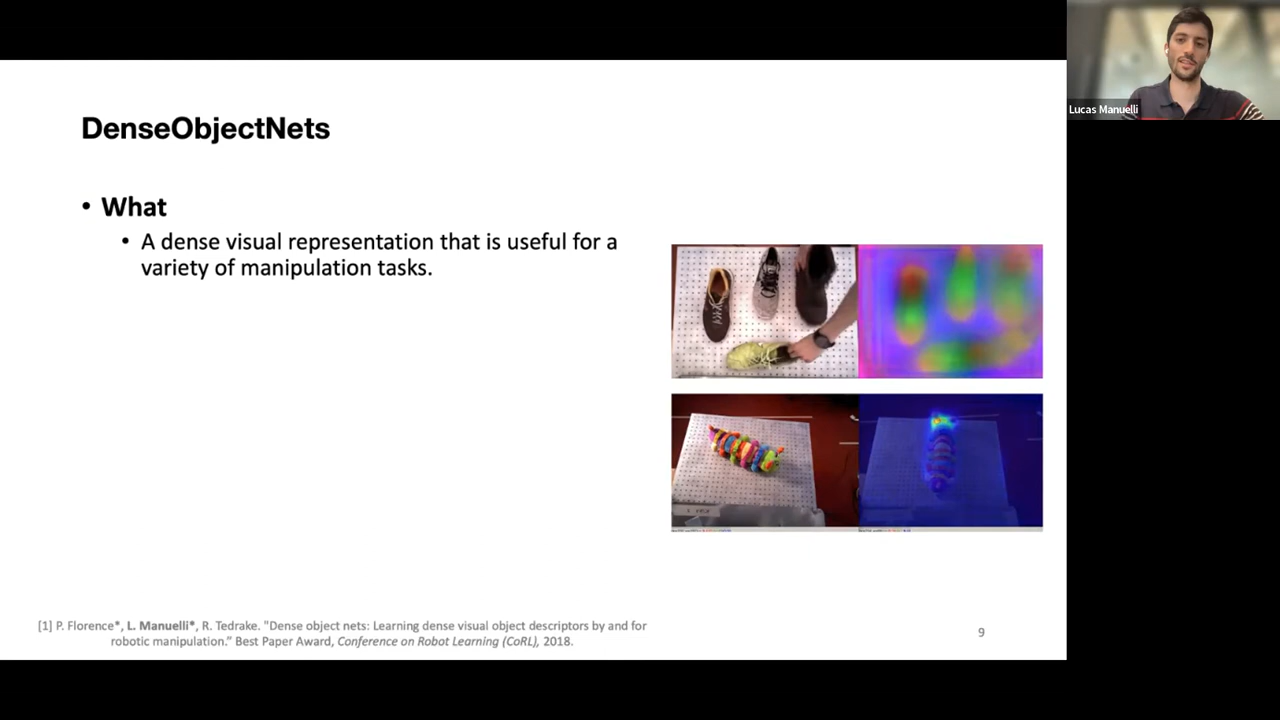 Lucas Manuelli
DenseObjectNets
• What
• A dense visual representation that is useful for a
variety of manipulation tasks.
[1] P. Florence*, L. Manuelli*, R. Tedrake. "Dense object nets: Learning dense visual object descriptors by and for
robotic manipulation.” Best Paper Award, Conference on Robot Learning (CoRL), 2018.
9